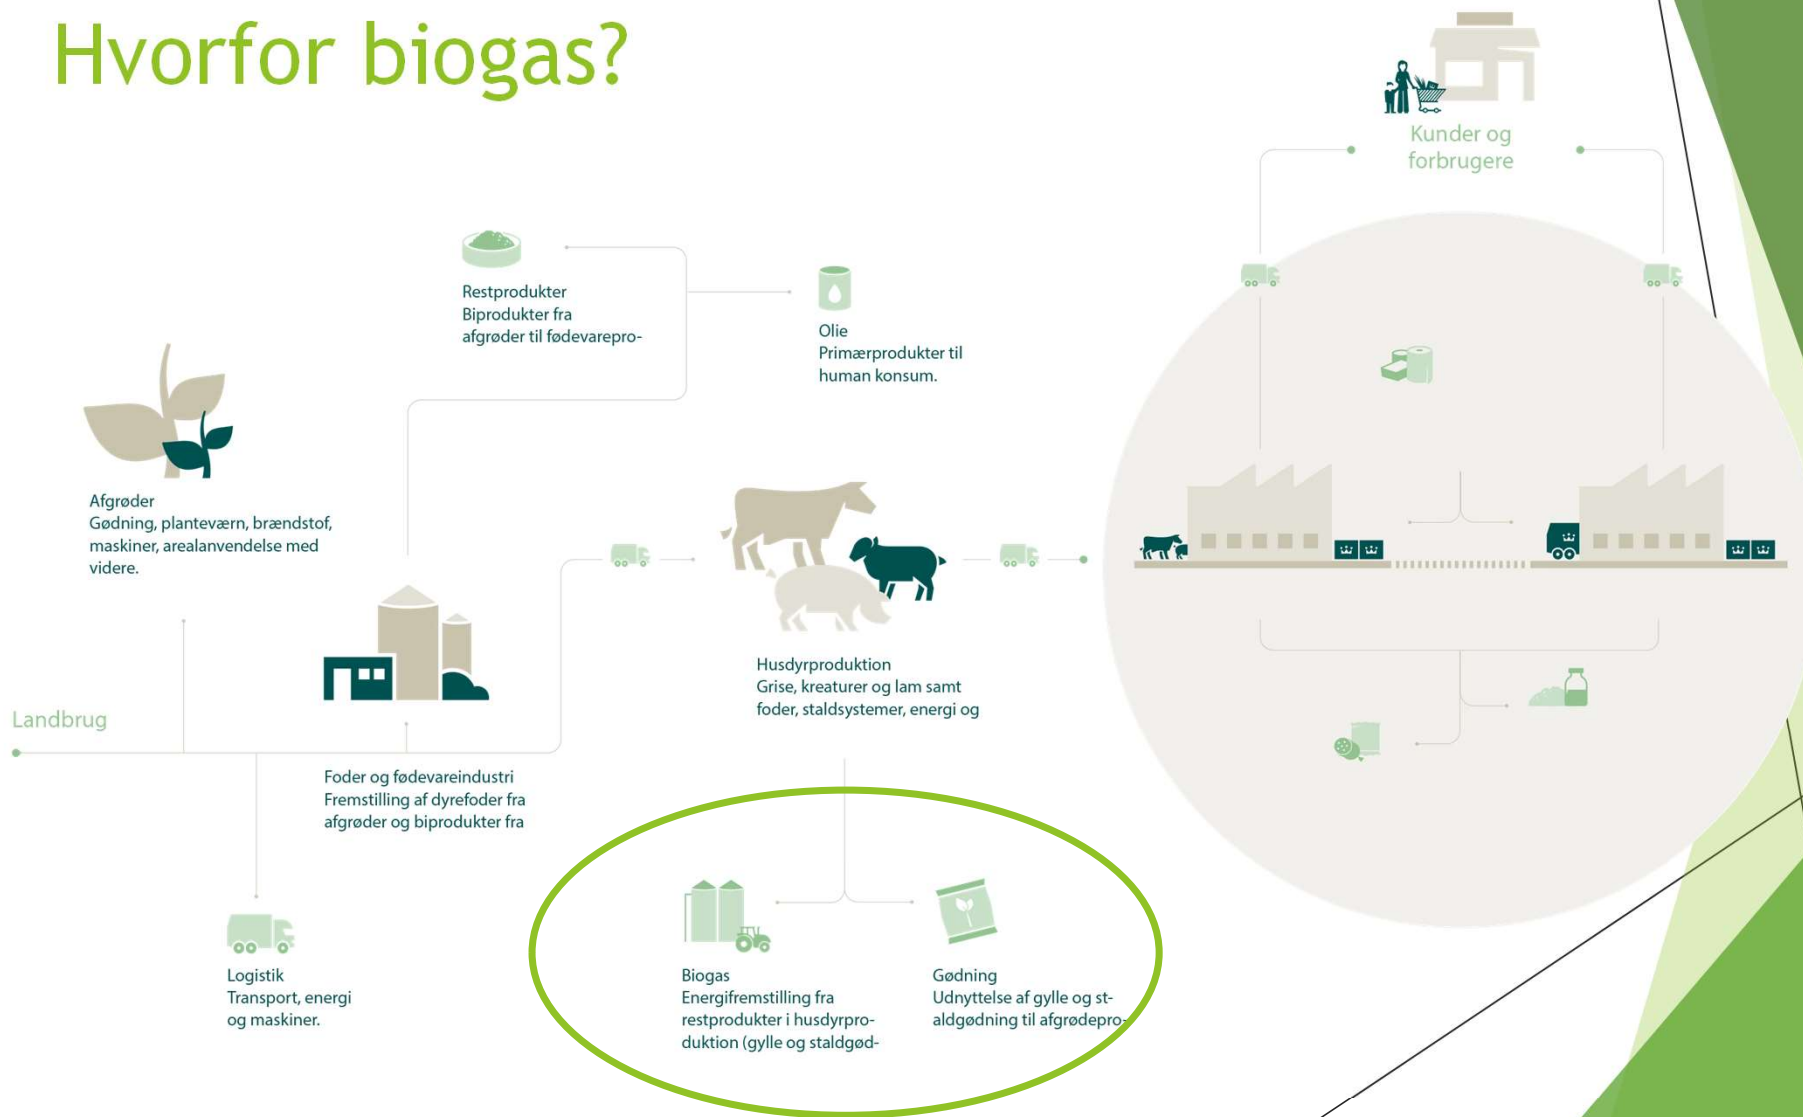 Hvorfor biogas?
Kunder og
forbrugere
Restprodukter
Biprodukter fra
afgrøder til fødevarepro-
Olie
Primærprodukter til
human konsum.
Afgrøder
Gødning, planteværn, brændstof,
maskiner, arealanvendelse med
videre.
Husdyrproduktion
Grise, kreaturer og lam samt
foder, staldsystemer, energi og
Landbrug
Foder og fødevareindustri
Fremstilling af dyrefoder fra
afgrøder og biprodukter fra
Logistik
Transport, energi
og maskiner.
Biogas
Energifremstilling fra
restprodukter i husdyrpro-
duktion (gylle og staldgød-
Gødning
Udnyttelse af gylle og st-
aldgødning til afgrødepro-